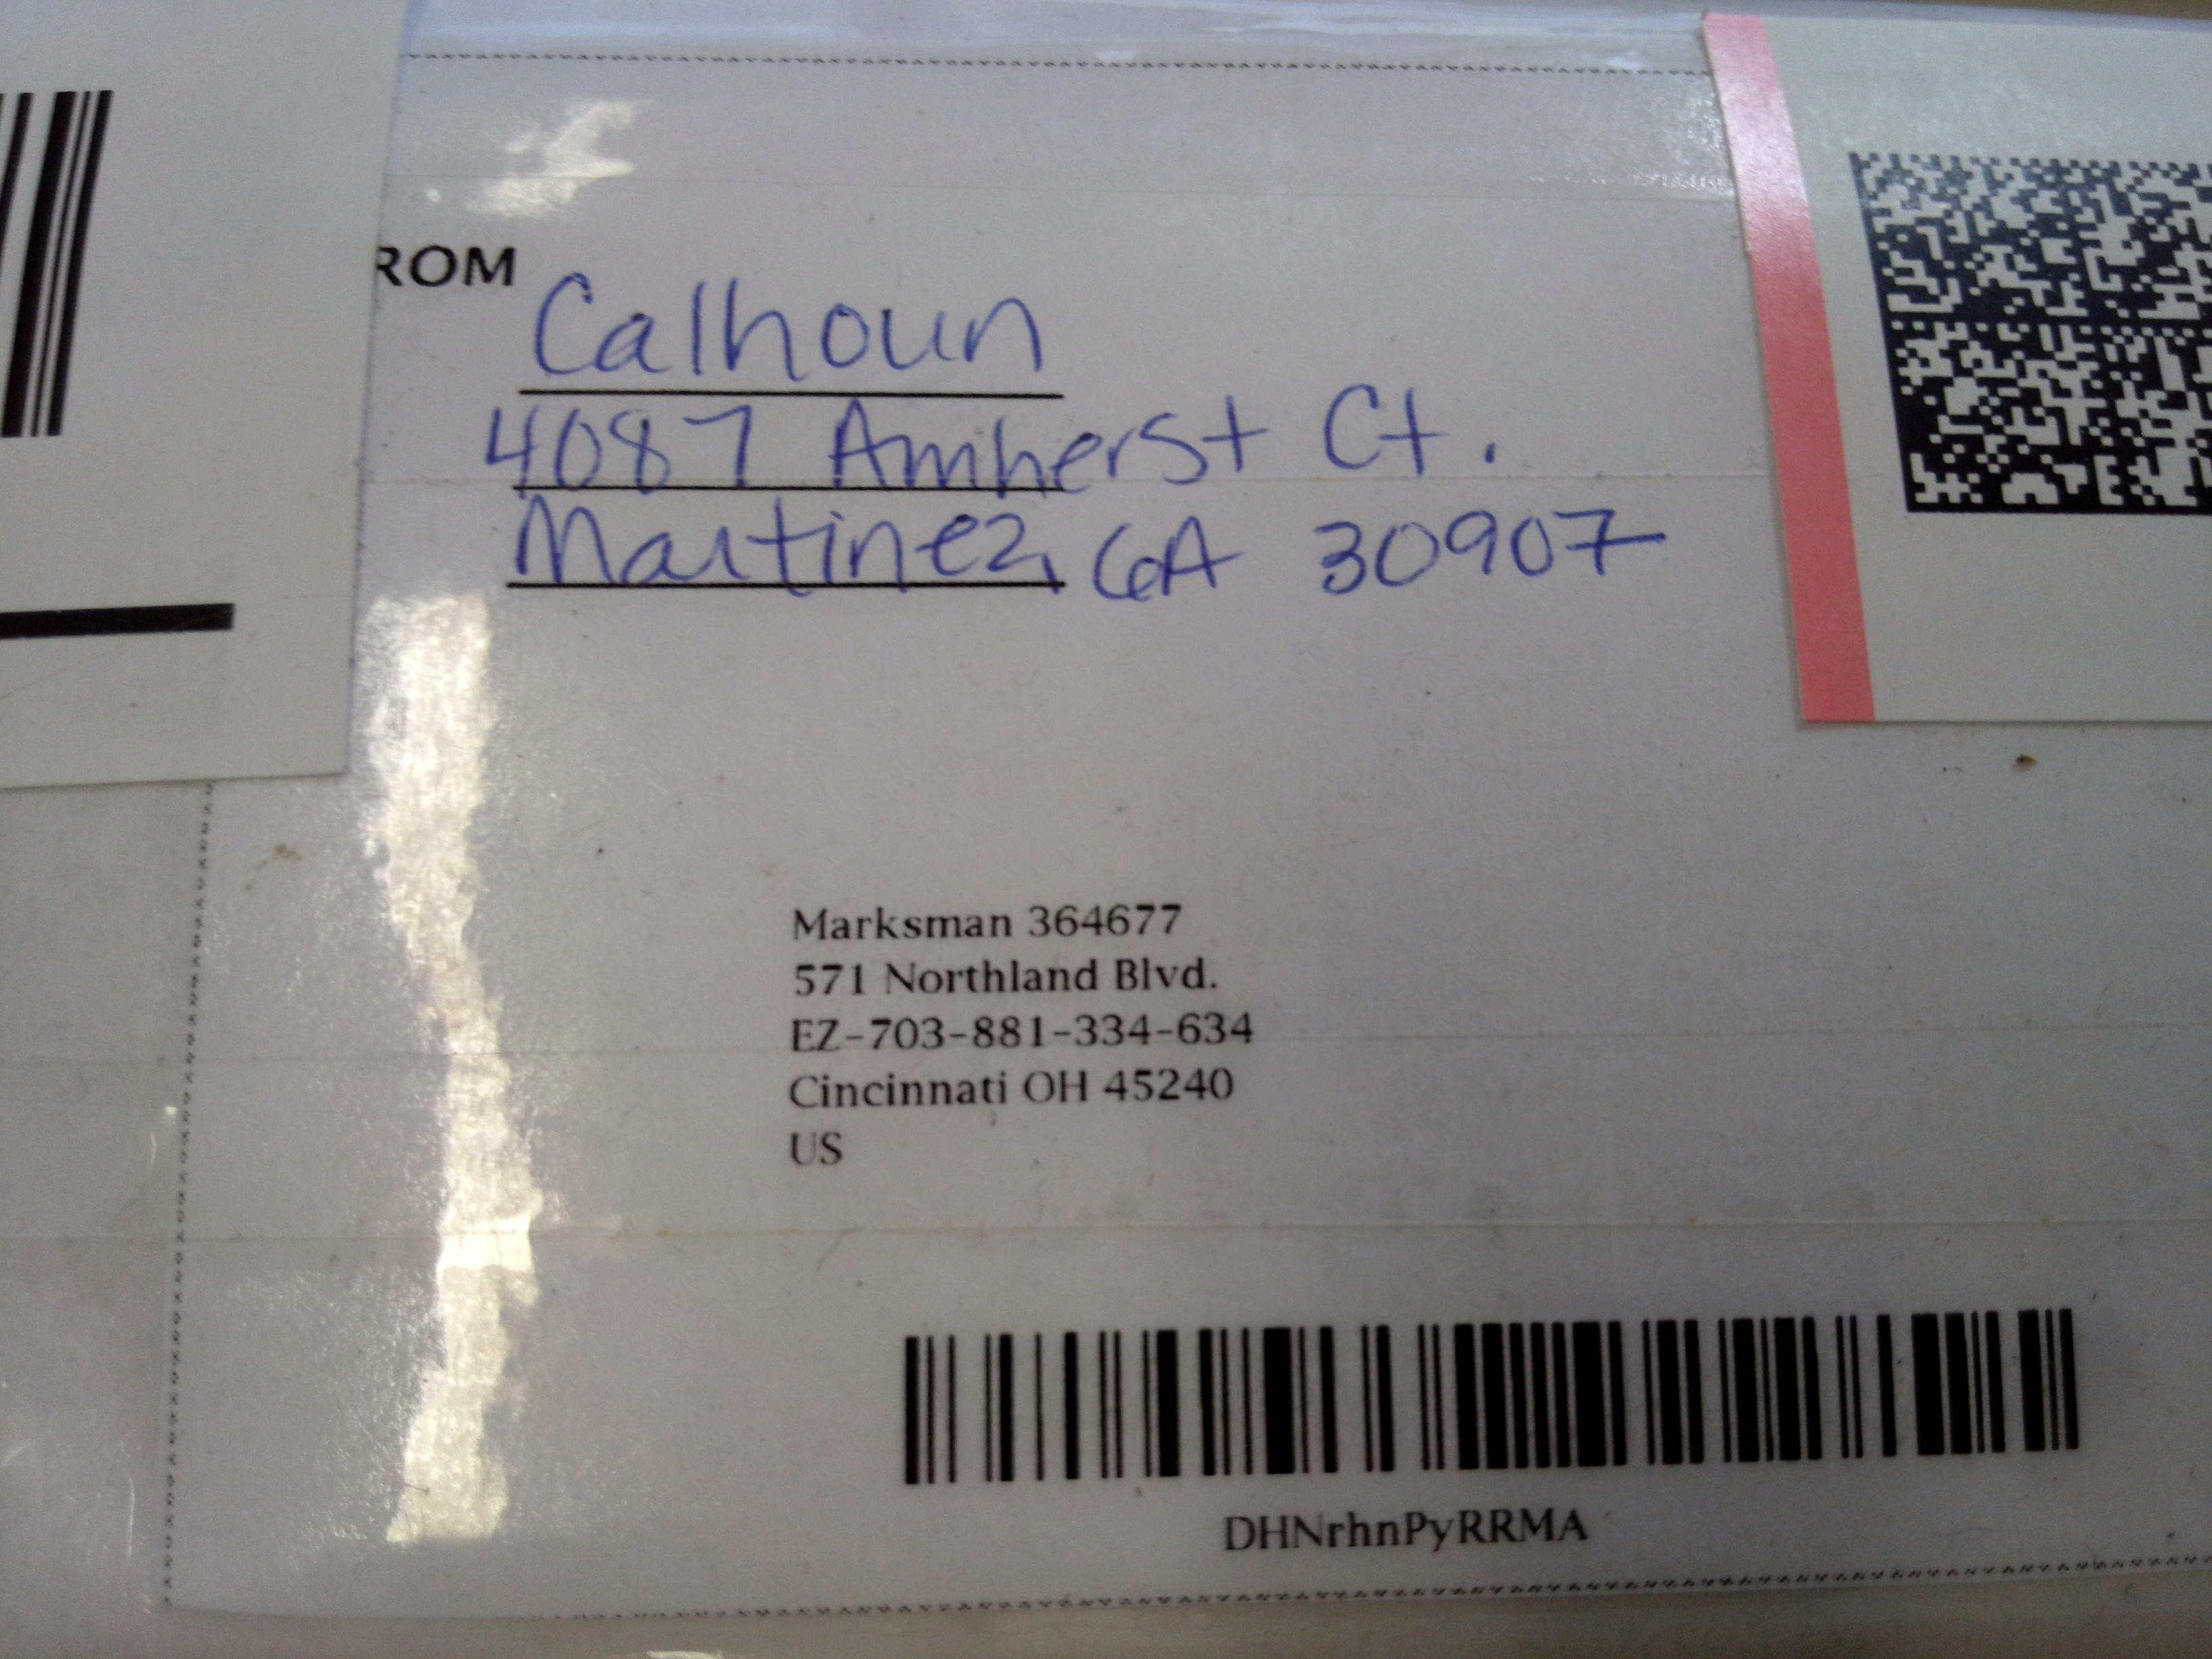 ROM
Calhoun
4087 Amherst Ct.
Martinez, GA 30907
Marksman 364677
571 Northland Blvd.
EZ-703-881-334-634
Cincinnati OH 45240
US
DHNrhnPyRRMA